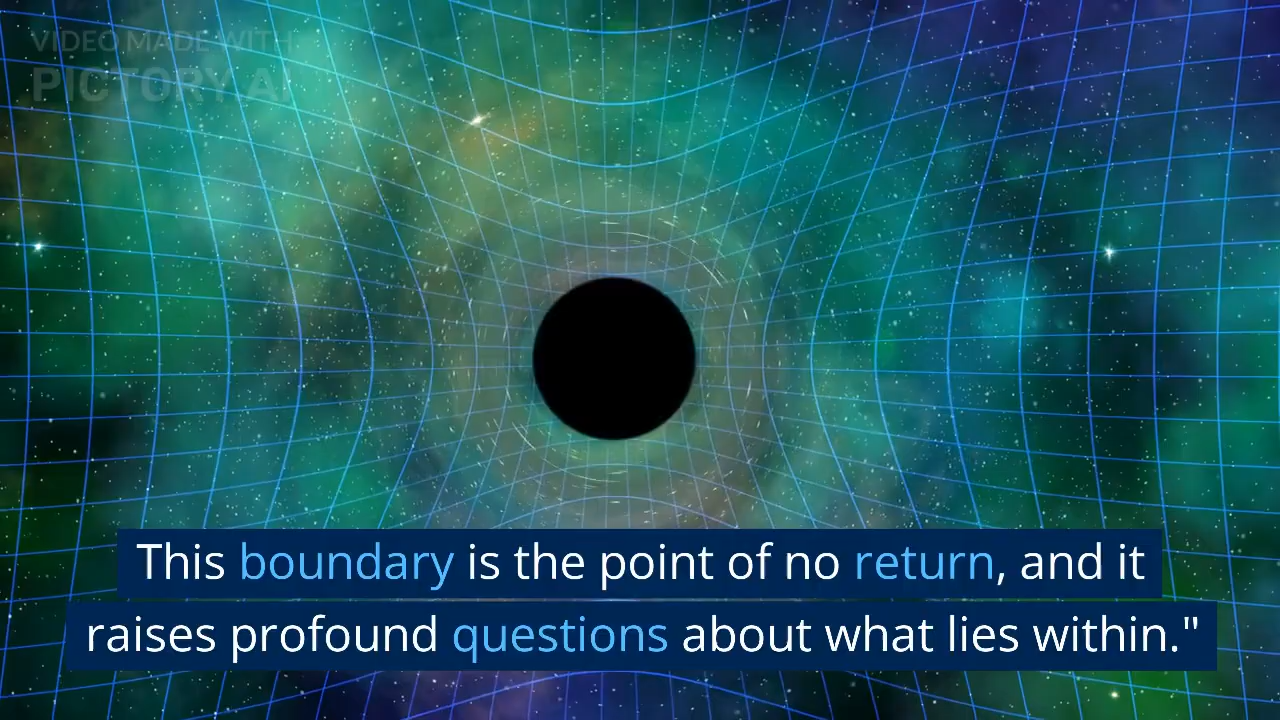 VIDEO MADE WITH
PICTORY AI
This boundary is the point of no return, and it
raises profound questions about what lies within."